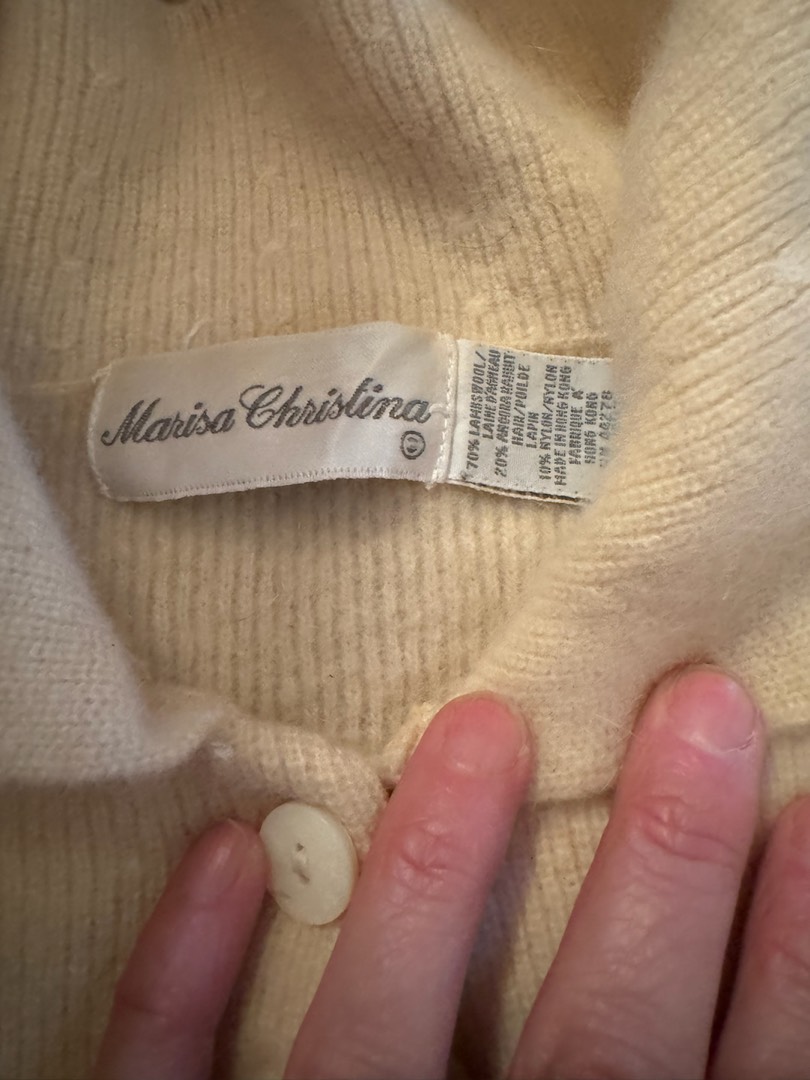 Marisa Christina
©
70% LAMBSWOOL/
LAINE D'AGNEAU
20% ANGORA RABBIT
HAIR/POIL DE
LAPIN
10% NYLON/NYLON
MADE IN HONG KONG
FABRIQUE A'
HONG KONG
44278